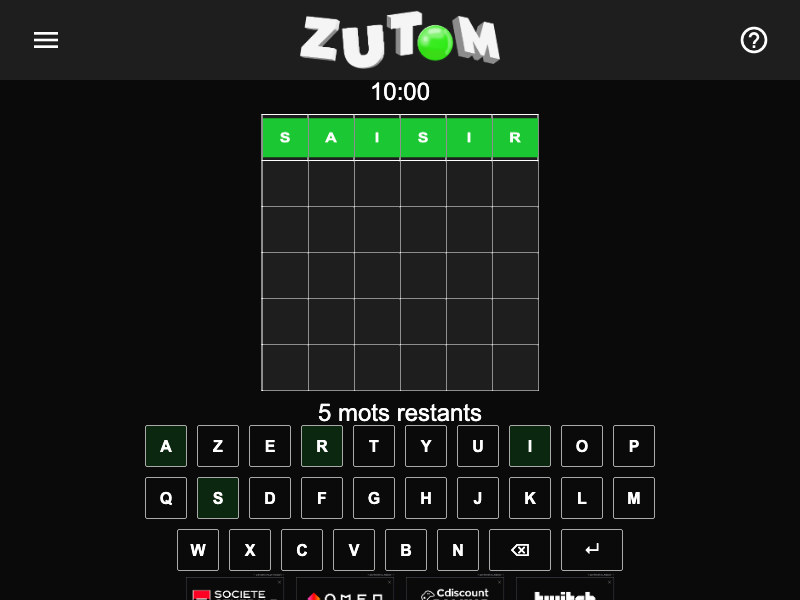 ZUTOM
10:00
S A I S I R
5 mots restants
A Z E R T Y U I O P
Q S D F G H J K L M
W X C V B N
SOCIETE
OMEN
Cdiscount
twitch